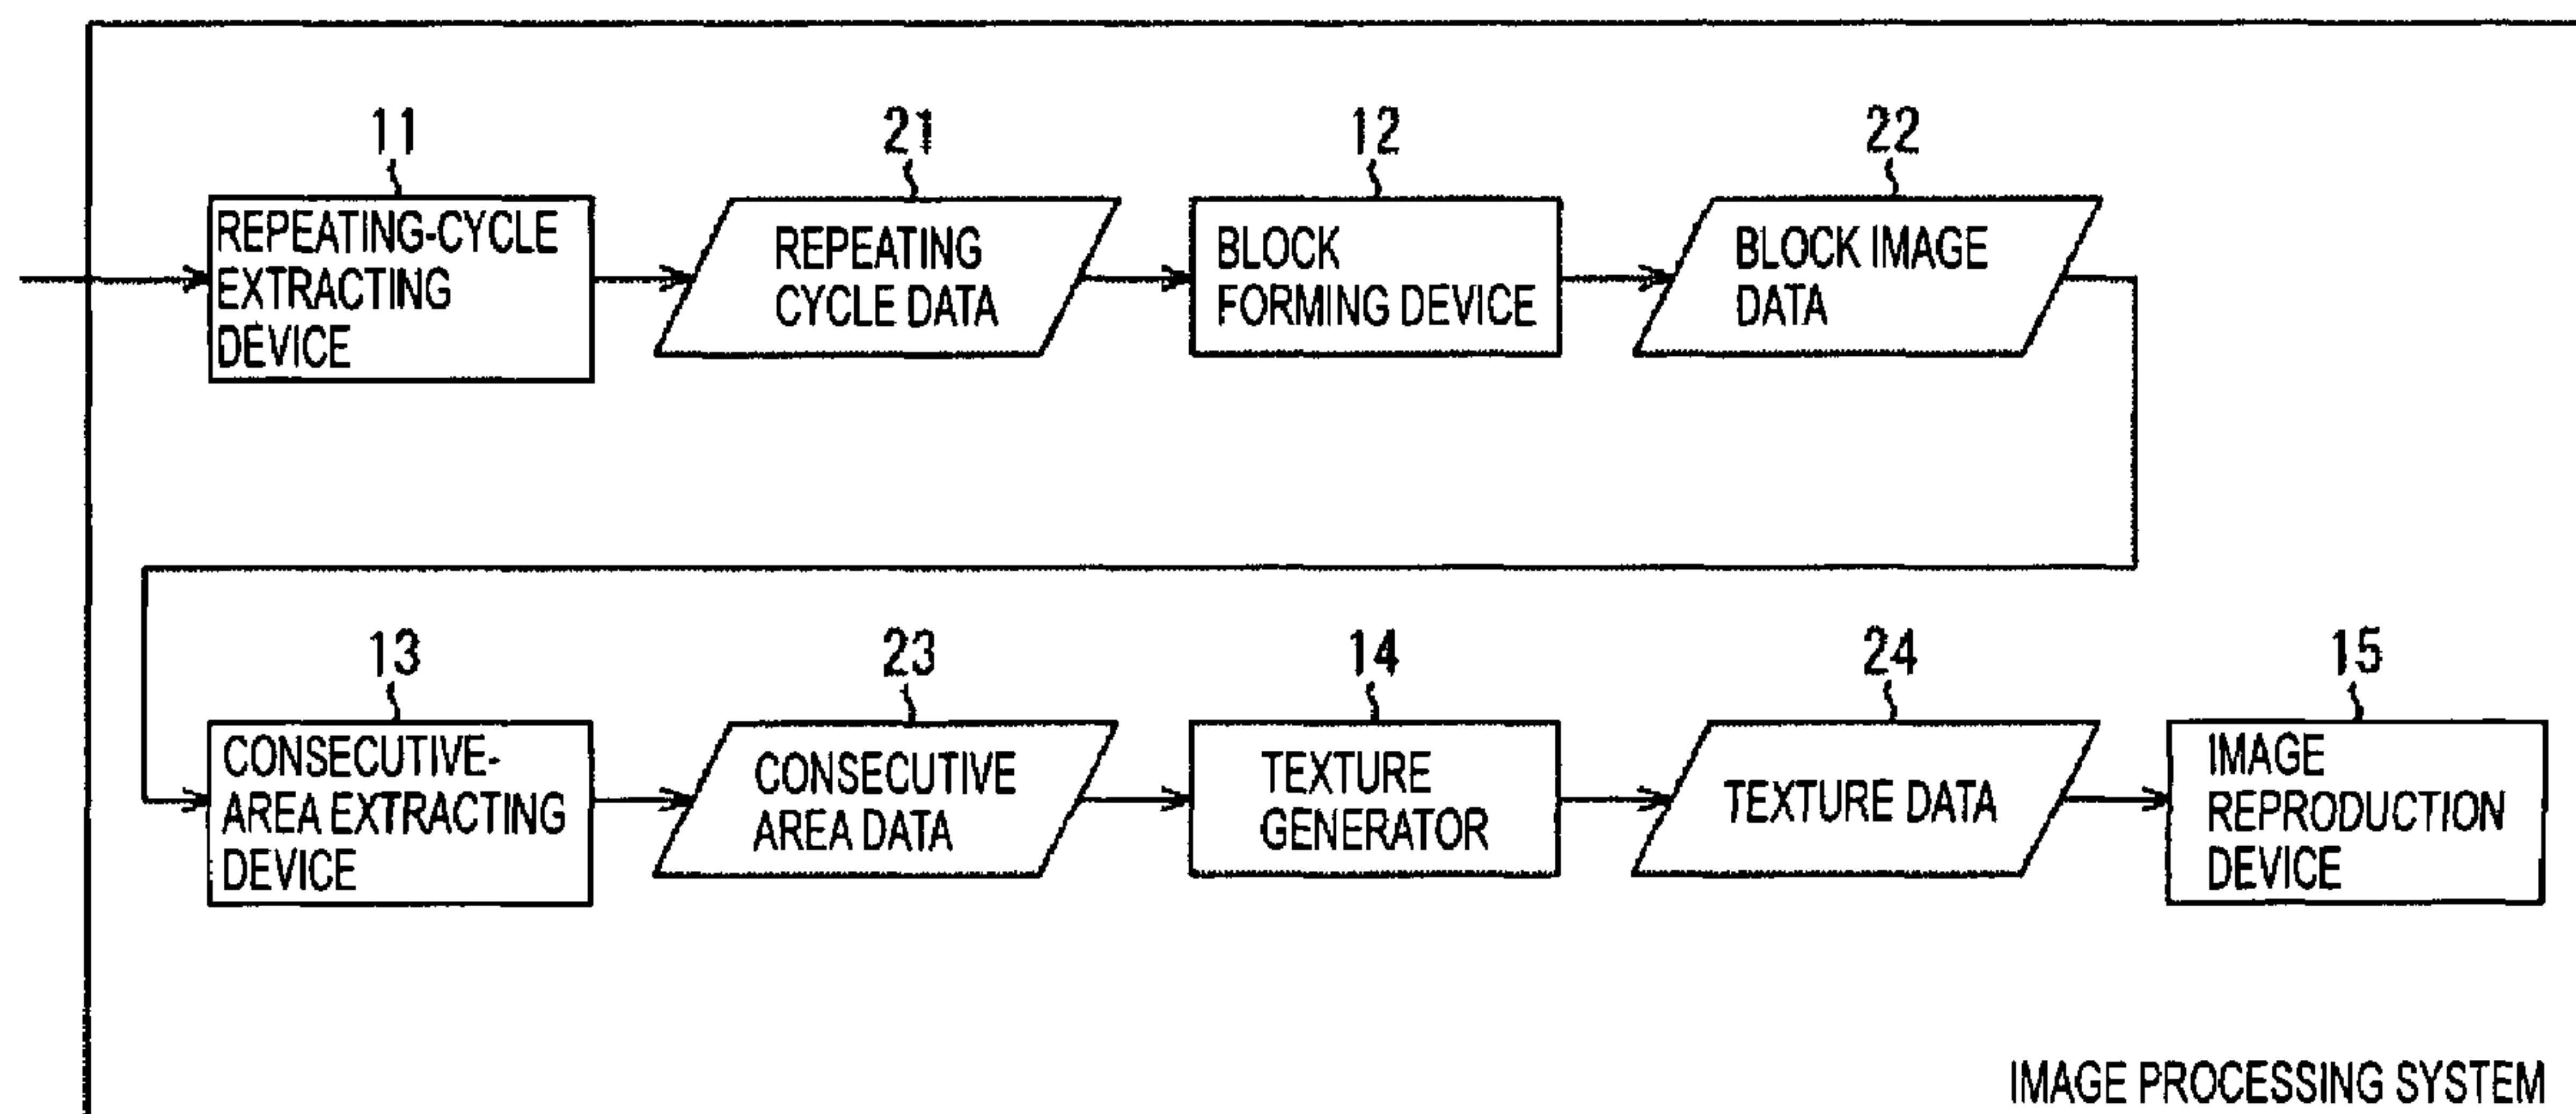 11
21
12
22
REPEATING-CYCLE
EXTRACTING
DEVICE
REPEATING
CYCLE DATA
BLOCK
FORMING DEVICE
BLOCK IMAGE
DATA
13
23
14
24
15
CONSECUTIVE-
AREA EXTRACTING
DEVICE
CONSECUTIVE
AREA DATA
TEXTURE
GENERATOR
TEXTURE DATA
IMAGE
REPRODUCTION
DEVICE
IMAGE PROCESSING SYSTEM